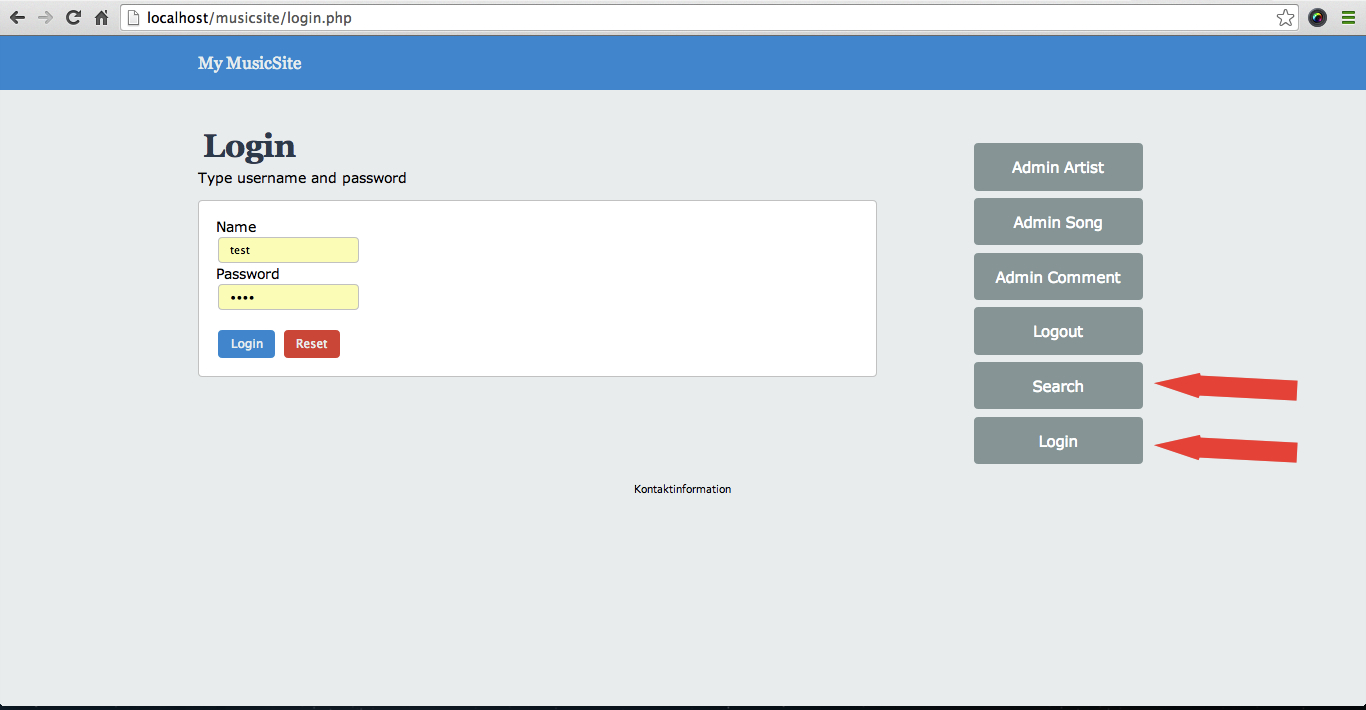 localhost/musicsite/login.php
My MusicSite
Login
Type username and password
Name
test
Password
••••
Login Reset
Admin Artist
Admin Song
Admin Comment
Logout
Search
Login
Kontaktinformation